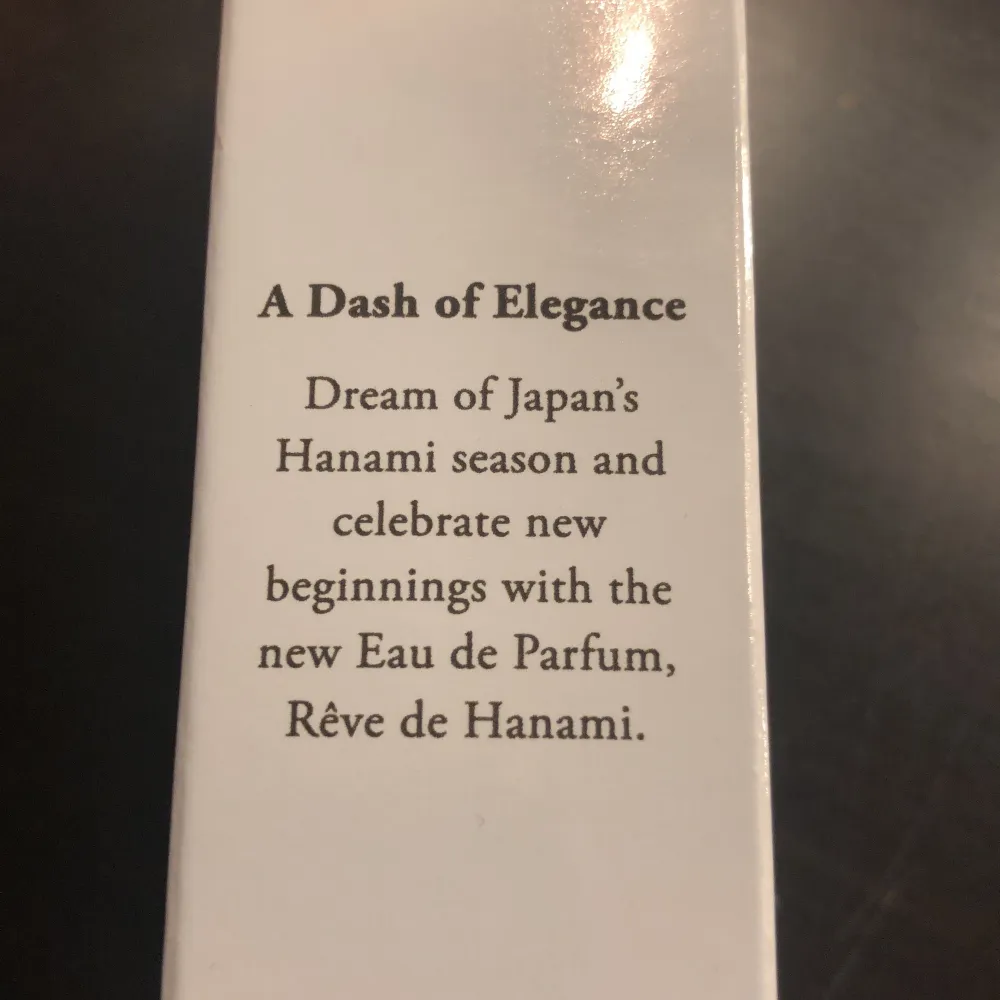 A Dash of Elegance
Dream of Japan’s
Hanami season and
celebrate new
beginnings with the
new Eau de Parfum,
Rêve de Hanami.